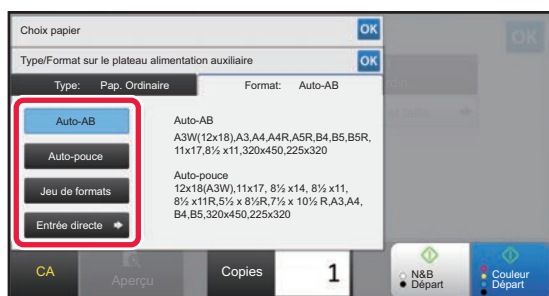 Choix papier
OK
OK
Type/Format sur le plateau alimentation auxiliaire
OK
Type: Pap. Ordinaire
Format: Auto-AB
Auto-AB
Auto-pouce
Jeu de formats
Entrée directe
Auto-AB
A3W(12x18),A3,A4,A4R,A5R,B4,B5,B5R,
11x17,8½ x11,320x450,225x320
Auto-pouce
12x18(A3W),11x17, 8½ x14, 8½ x11,
8½ x11R,5½ x 8½R,7½ x 10½ R,A3,A4,
B4,B5,320x450,225x320
CA
Aperçu
Copies
1
N&B
Départ
Couleur
Départ